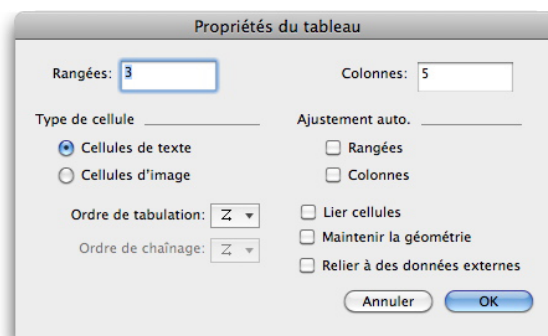 Propriétés du tableau
Rangées: 3 Colonnes: 5
Type de cellule Ajustement auto.
Cellules de texte Rangées
Cellules d'image Colonnes
Ordre de tabulation: Lier cellules
Maintenir la géométrie
Ordre de chaînage:
Relier à des données externes
Annuler OK